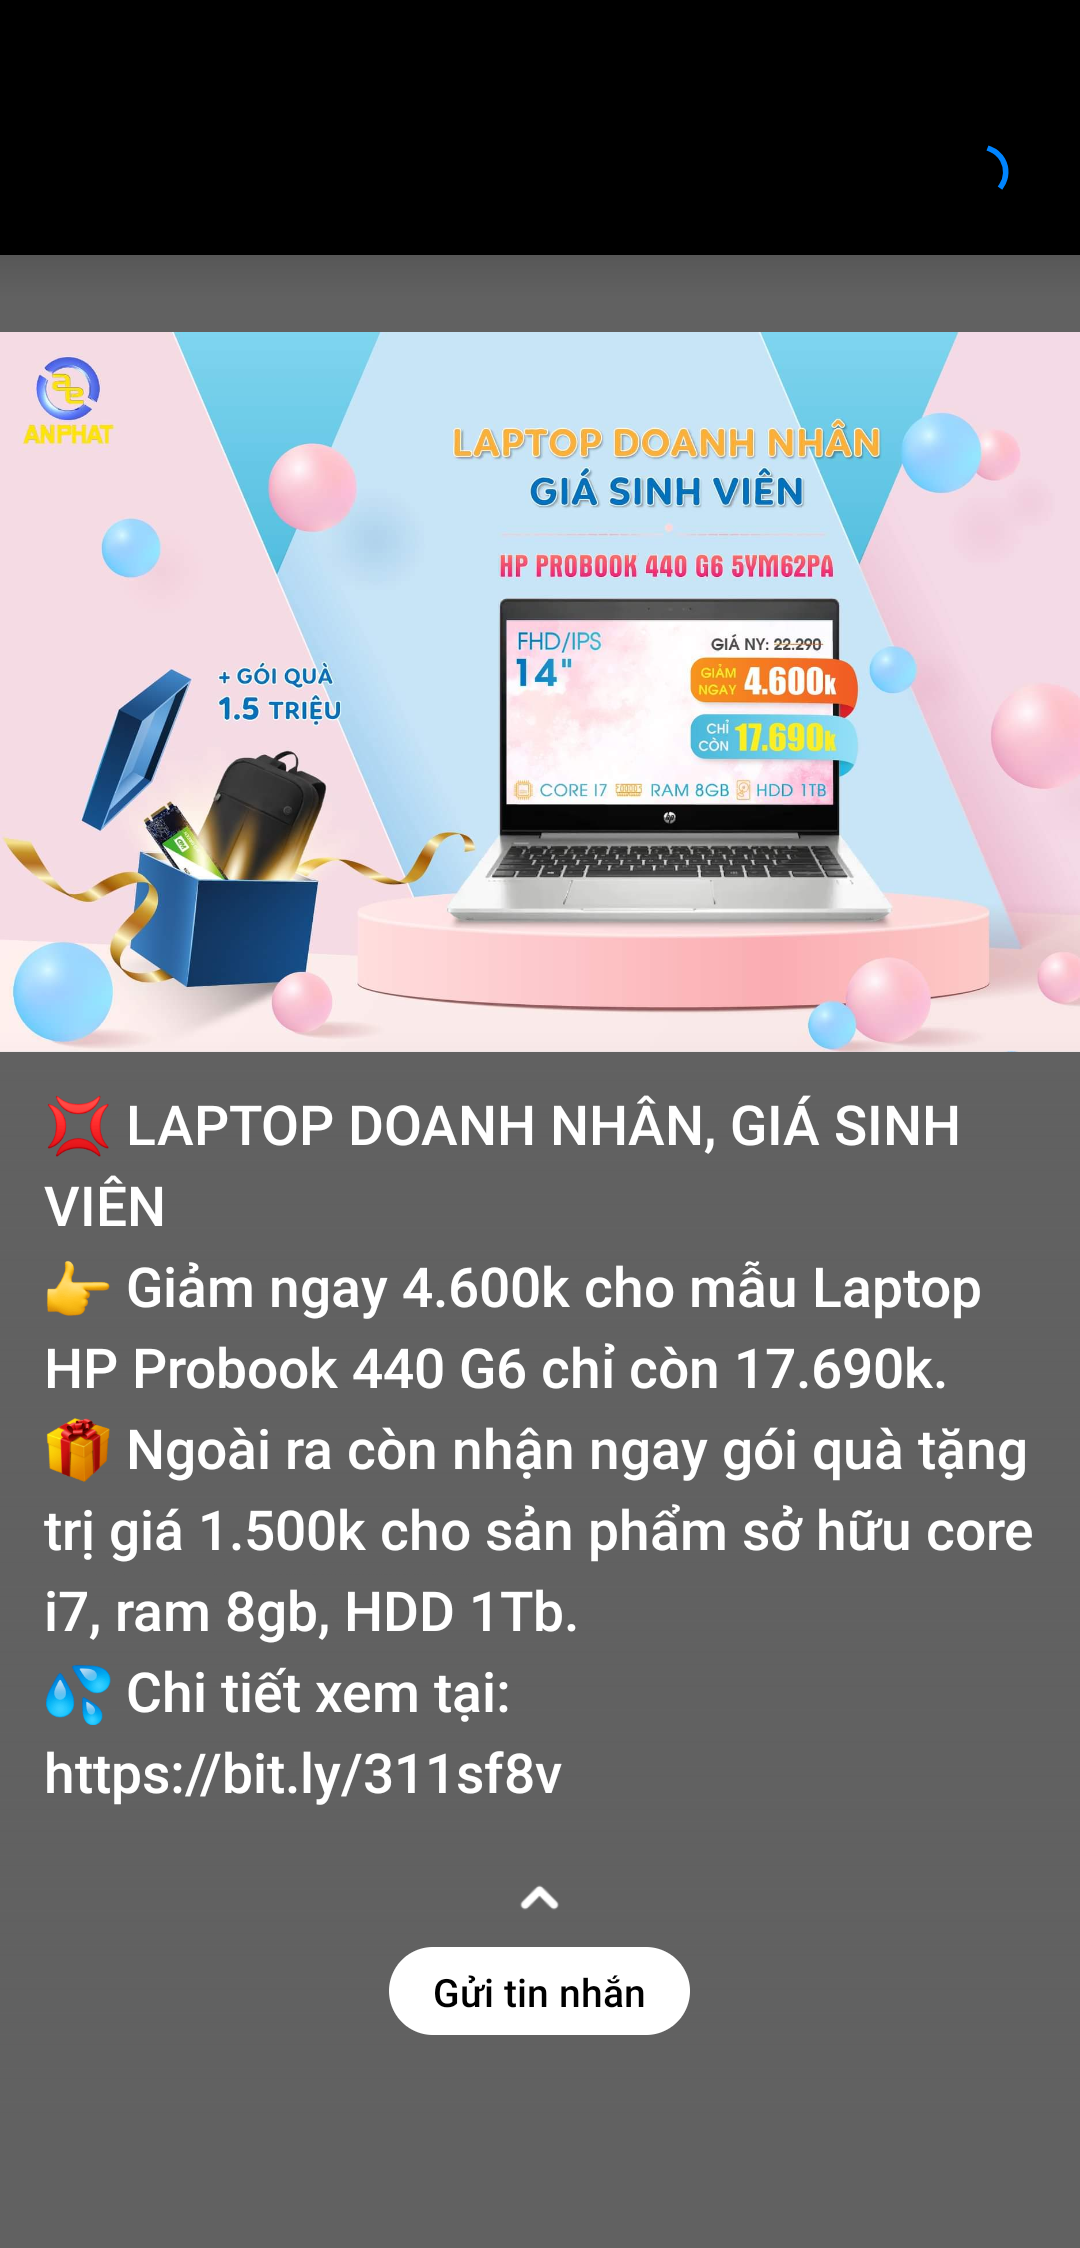 ANPHAT
LAPTOP DOANH NHÂN
GIÁ SINH VIÊN
HP PROBOOK 440 G6 5YM62PA
FHD/IPS
14"
GIÁ NY: 22.290
GIẢM NGAY 4.600k
CHỈ CÒN 17.690k
CORE I7 RAM 8GB HDD 1TB
+ GÓI QUÀ
1.5 TRIỆU
💢 LAPTOP DOANH NHÂN, GIÁ SINH
VIÊN
👉 Giảm ngay 4.600k cho mẫu Laptop
HP Probook 440 G6 chỉ còn 17.690k.
🎁 Ngoài ra còn nhận ngay gói quà tặng
trị giá 1.500k cho sản phẩm sở hữu core
i7, ram 8gb, HDD 1Tb.
💦 Chi tiết xem tại:
https://bit.ly/311sf8v
Gửi tin nhắn